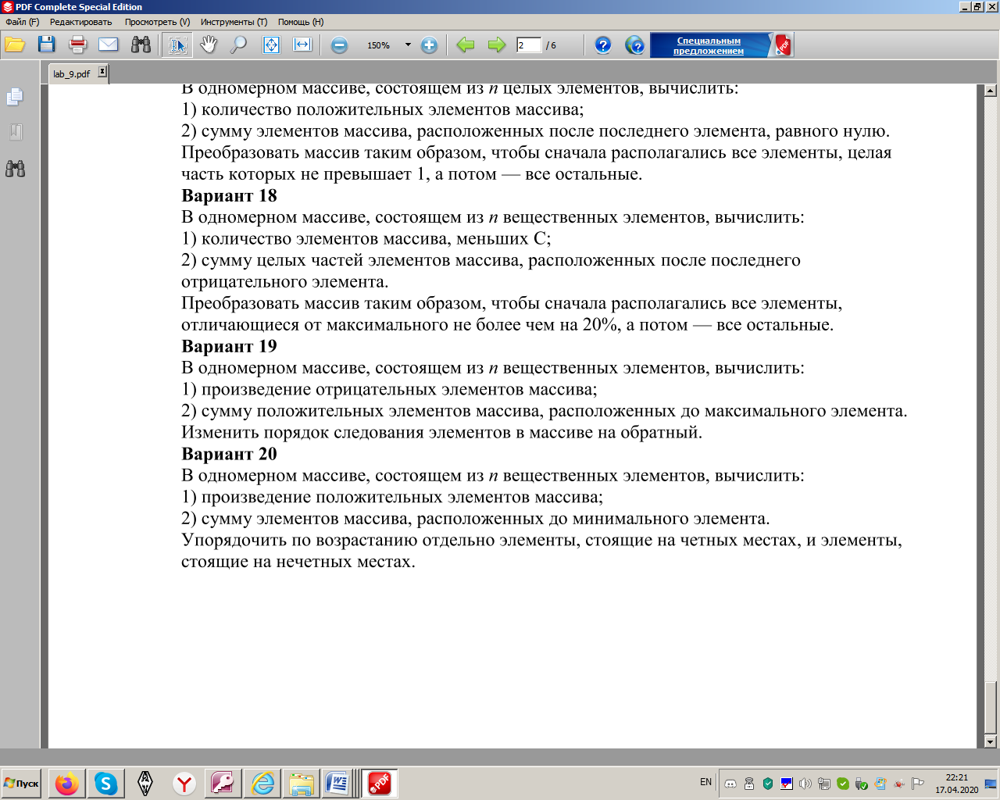 PDF Complete Special Edition
Файл (F) Редактировать Просмотреть (V) Инструменты (T) Помощь (H)
150% 2 / 6 Специальным предложением PDF
lab_9.pdf
В одномерном массиве, состоящем из n целых элементов, вычислить:
1) количество положительных элементов массива;
2) сумму элементов массива, расположенных после последнего элемента, равного нулю.
Преобразовать массив таким образом, чтобы сначала располагались все элементы, целая
часть которых не превышает 1, а потом — все остальные.
Вариант 18
В одномерном массиве, состоящем из n вещественных элементов, вычислить:
1) количество элементов массива, меньших С;
2) сумму целых частей элементов массива, расположенных после последнего
отрицательного элемента.
Преобразовать массив таким образом, чтобы сначала располагались все элементы,
отличающиеся от максимального не более чем на 20%, а потом — все остальные.
Вариант 19
В одномерном массиве, состоящем из n вещественных элементов, вычислить:
1) произведение отрицательных элементов массива;
2) сумму положительных элементов массива, расположенных до максимального элемента.
Изменить порядок следования элементов в массиве на обратный.
Вариант 20
В одномерном массиве, состоящем из n вещественных элементов, вычислить:
1) произведение положительных элементов массива;
2) сумму элементов массива, расположенных до минимального элемента.
Упорядочить по возрастанию отдельно элементы, стоящие на четных местах, и элементы,
стоящие на нечетных местах.
Пуск PDF EN 22:21
17.04.2020